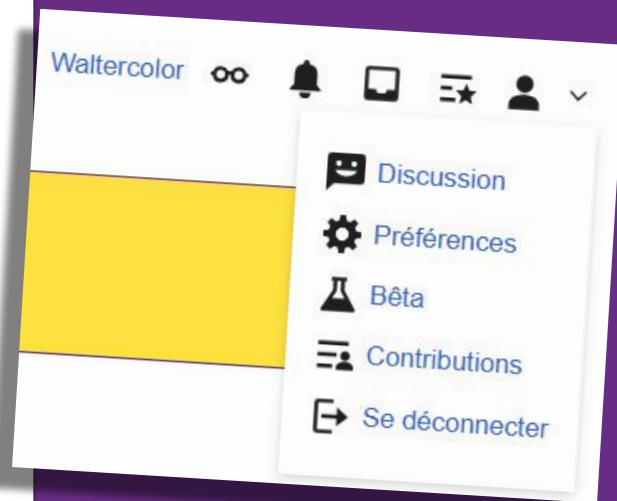 Waltercolor
Discussion
Préférences
Bêta
Contributions
Se déconnecter